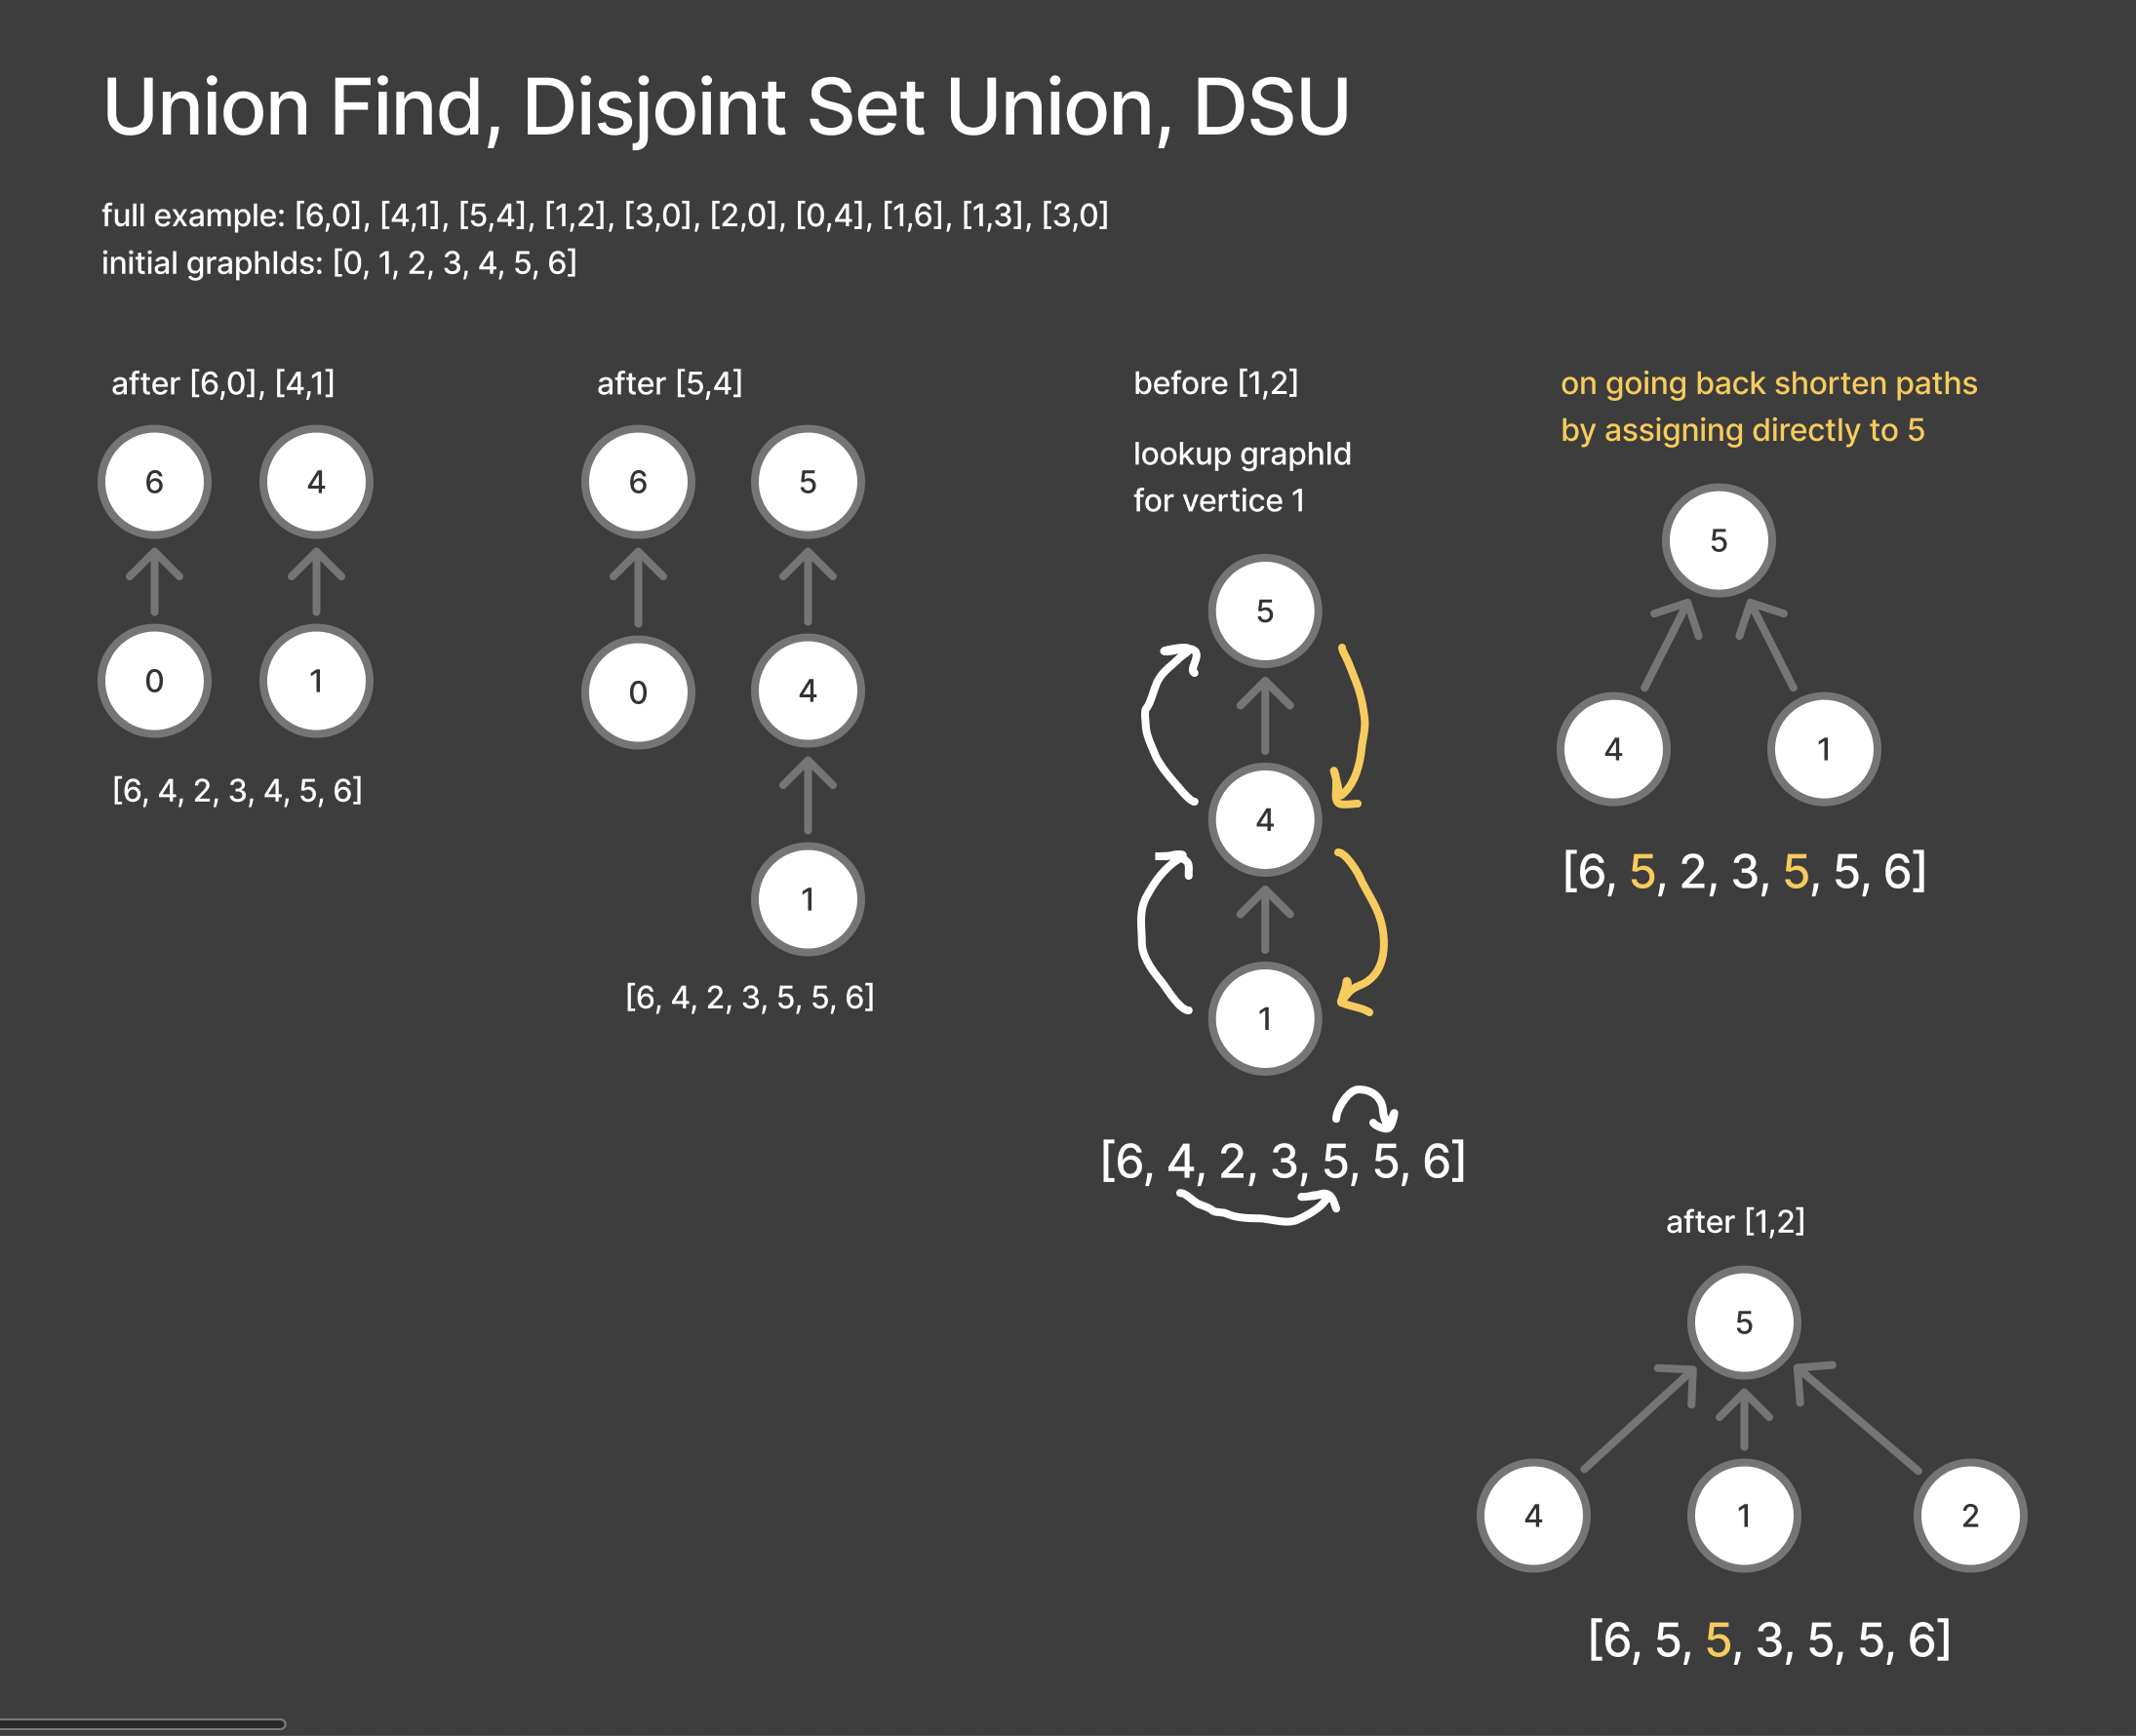 Union Find, Disjoint Set Union, DSU
full example: [6,0], [4,1], [5,4], [1,2], [3,0], [2,0], [0,4], [1,6], [1,3], [3,0]
initial graphIds: [0, 1, 2, 3, 4, 5, 6]
after [6,0], [4,1]
6
4
0
1
[6, 4, 2, 3, 4, 5, 6]
after [5,4]
6
5
0
4
1
[6, 4, 2, 3, 5, 5, 6]
before [1,2]
lookup graphId
for vertice 1
5
4
1
[6, 4, 2, 3, 5, 5, 6]
on going back shorten paths
by assigning directly to 5
5
4
1
[6, 5, 2, 3, 5, 5, 6]
after [1,2]
5
4
1
2
[6, 5, 5, 3, 5, 5, 6]